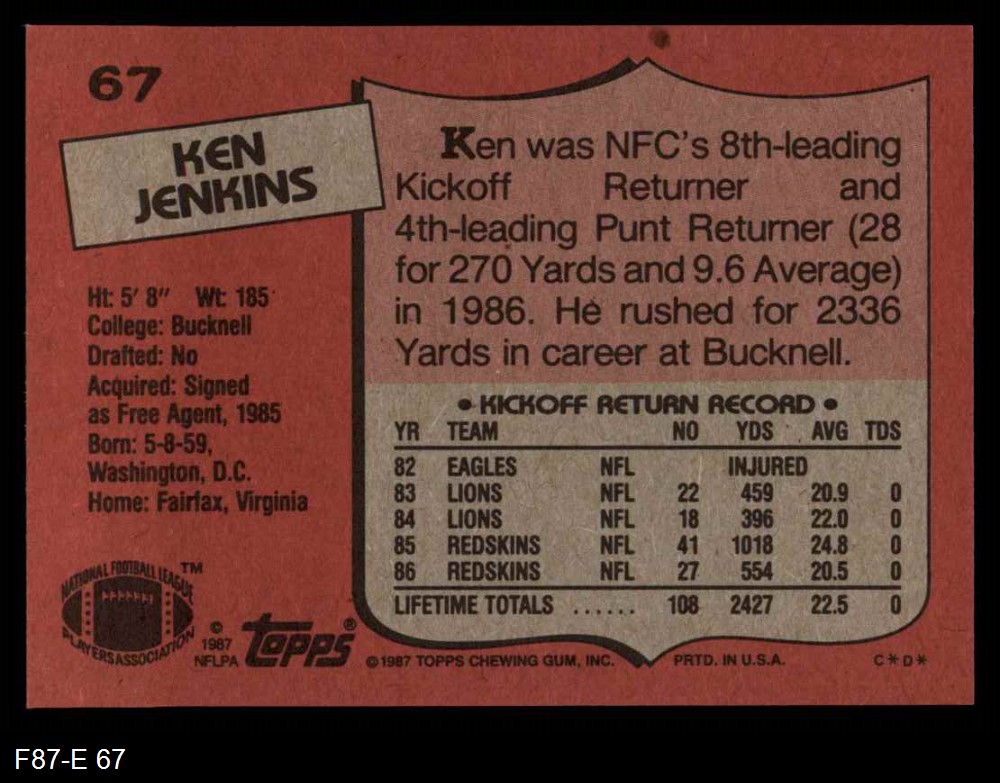 67
KEN
JENKINS
Ht: 5' 8" Wt: 185
College: Bucknell
Drafted: No
Acquired: Signed
as Free Agent, 1985
Born: 5-8-59,
Washington, D.C.
Home: Fairfax, Virginia
Ken was NFC's 8th-leading
Kickoff Returner and
4th-leading Punt Returner (28
for 270 Yards and 9.6 Average)
in 1986. He rushed for 2336
Yards in career at Bucknell.
• KICKOFF RETURN RECORD •
YR TEAM NO YDS AVG TDS
82 EAGLES NFL INJURED
83 LIONS NFL 22 459 20.9 0
84 LIONS NFL 18 396 22.0 0
85 REDSKINS NFL 41 1018 24.8 0
86 REDSKINS NFL 27 554 20.5 0
LIFETIME TOTALS ...... 108 2427 22.5 0
NATIONAL FOOTBALL LEAGUE TM
PLAYERS ASSOCIATION
© 1987 NFLPA
Topps®
©1987 TOPPS CHEWING GUM, INC. PRTD. IN U.S.A. C*D*
F87-E 67